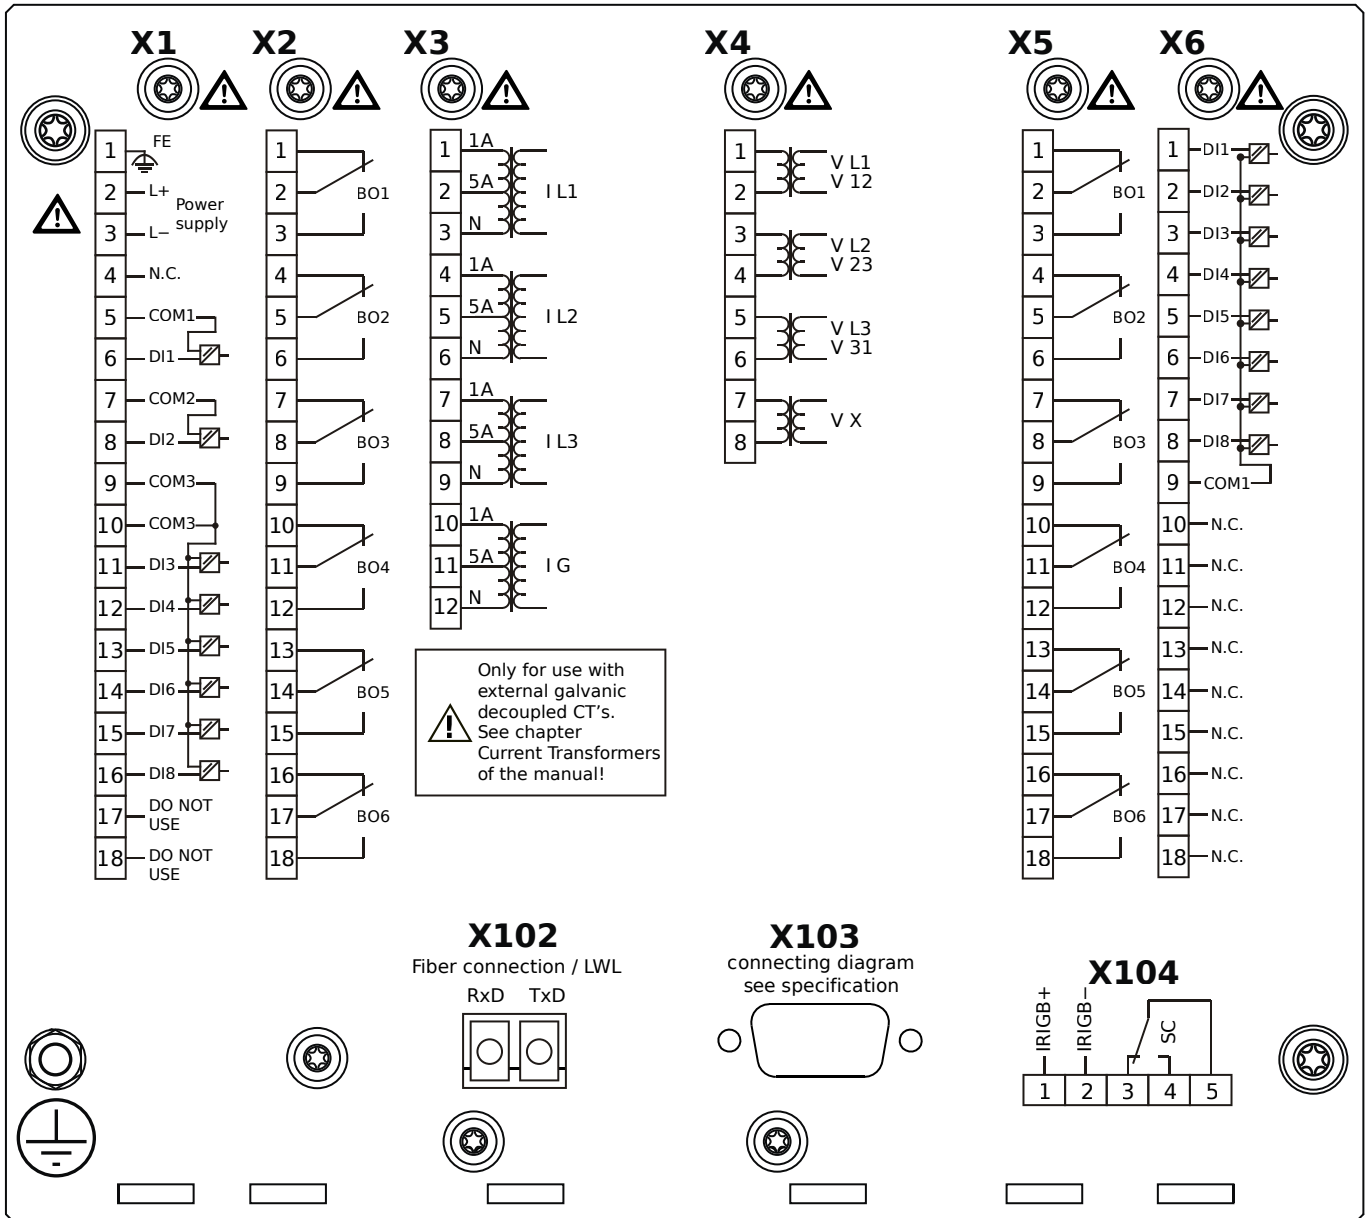 X1
X2
X3
X4
X5
X6
1 FE
2 L+
Power
supply
3 L−
4 N.C.
5 COM1
6 DI1
7 COM2
8 DI2
9 COM3
10 COM3
11 DI3
12 DI4
13 DI5
14 DI6
15 DI7
16 DI8
17 DO NOT
USE
18 DO NOT
USE
1
2 BO1
3
4
5 BO2
6
7
8 BO3
9
10
11 BO4
12
13
14 BO5
15
16
17 BO6
18
1 1A
2 5A I L1
3 N
4 1A
5 5A I L2
6 N
7 1A
8 5A I L3
9 N
10 1A
11 5A I G
12 N
Only for use with
external galvanic
decoupled CT's.
See chapter
Current Transformers
of the manual!
1 V L1
2 V 12
3 V L2
4 V 23
5 V L3
6 V 31
7 V X
8
1
2 BO1
3
4
5 BO2
6
7
8 BO3
9
10
11 BO4
12
13
14 BO5
15
16
17 BO6
18
1 DI1
2 DI2
3 DI3
4 DI4
5 DI5
6 DI6
7 DI7
8 DI8
9 COM1
10 N.C.
11 N.C.
12 N.C.
13 N.C.
14 N.C.
15 N.C.
16 N.C.
17 N.C.
18 N.C.
X102
Fiber connection / LWL
RxD TxD
X103
connecting diagram
see specification
X104
IRIGB+
IRIGB−
SC
1 2 3 4 5